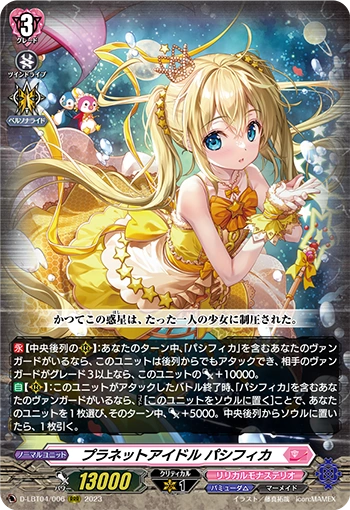 3
グレード
ツインドライブ
ペルソナライド
かつてこの惑星は、たった一人の少女に制圧された。
永【中央後列の(R)】:あなたのターン中、「パシフィカ」を含むあなたのヴァン
ガードがいるなら、このユニットは後列からでもアタックでき、相手のヴァン
ガードがグレード3以上なら、このユニットの+10000。
自【(R)】:このユニットがアタックしたバトル終了時、「パシフィカ」を含むあな
たのヴァンガードがいるなら、【このユニットをソウルに置く】ことで、あなた
のユニットを1枚選び、そのターン中、+5000。中央後列からソウルに置い
たら、1枚引く。
ノーマルユニット
プラネットアイドル パシフィカ
パワー
13000
クリティカル
1
リリカルモナステリオ
バミューダ△
マーメイド
D-LBT04/006 RRR 2023
イラスト/藤真拓哉 icon:MAMEX